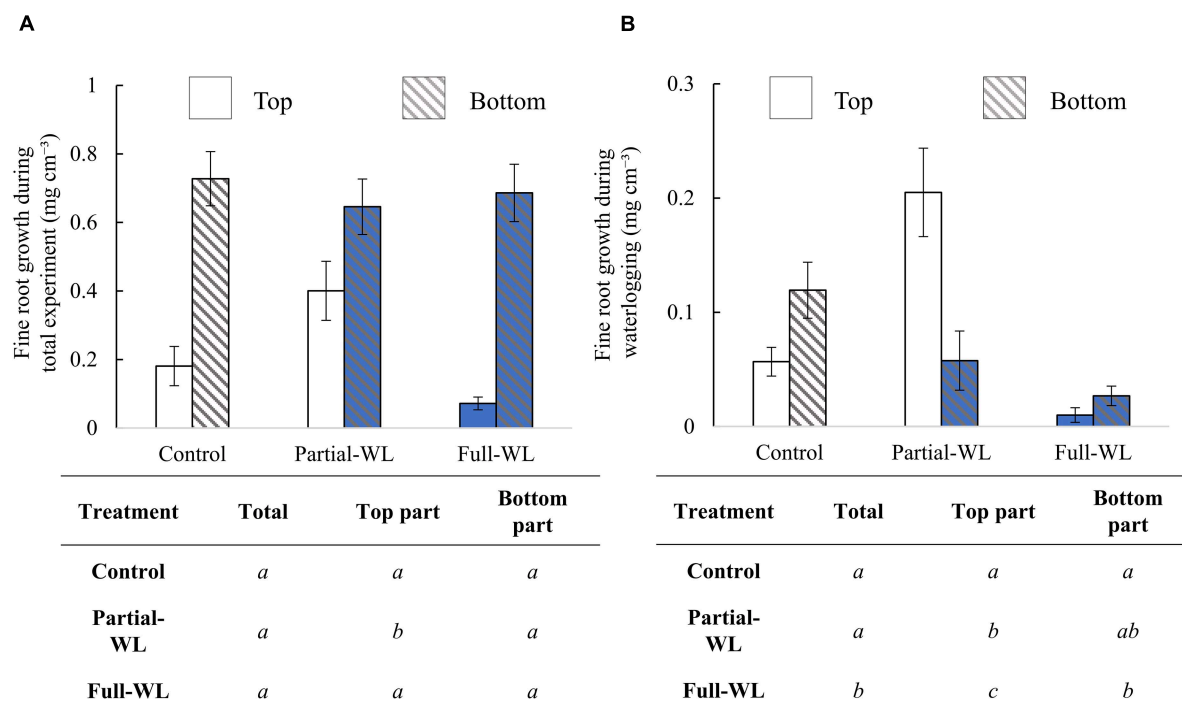 A
Fine root growth during
total experiment (mg cm⁻³)
1
0.8
0.6
0.4
0.2
0
Top
Bottom
Control
Partial-WL
Full-WL
Treatment Total Top part Bottom
part
Control a a a
Partial-
WL a b a
Full-WL a a a
B
Fine root growth during
waterlogging (mg cm⁻³)
0.3
0.2
0.1
0
Top
Bottom
Control
Partial-WL
Full-WL
Treatment Total Top part Bottom
part
Control a a a
Partial-
WL a b ab
Full-WL b c b